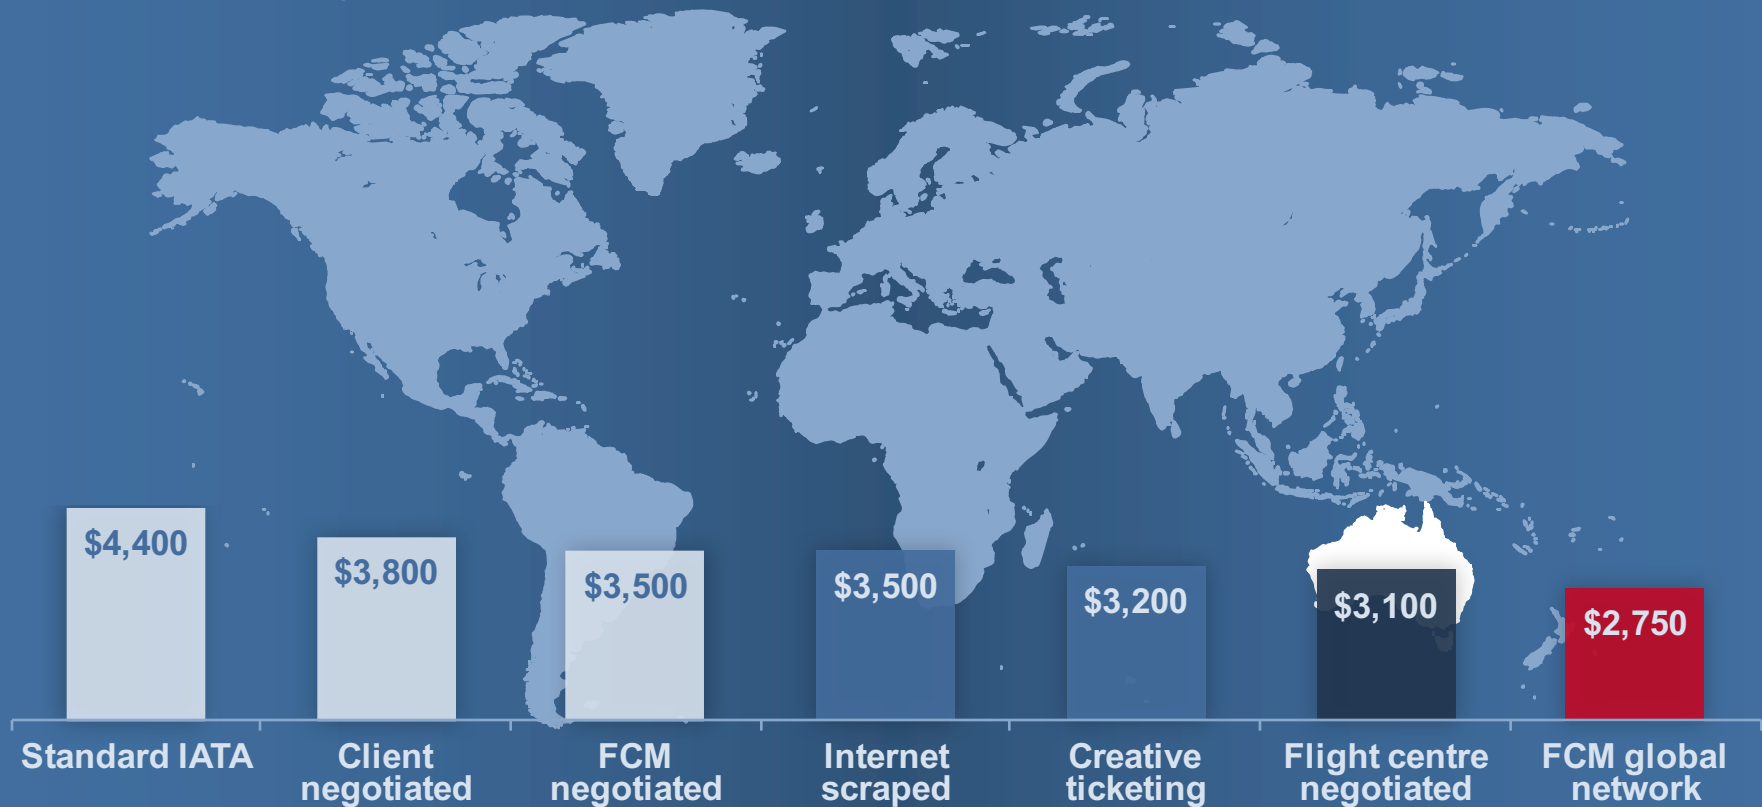 $4,400
$3,800
$3,500
$3,500
$3,200
$3,100
$2,750
Standard IATA
Client
negotiated
FCM
negotiated
Internet
scraped
Creative
ticketing
Flight centre
negotiated
FCM global
network